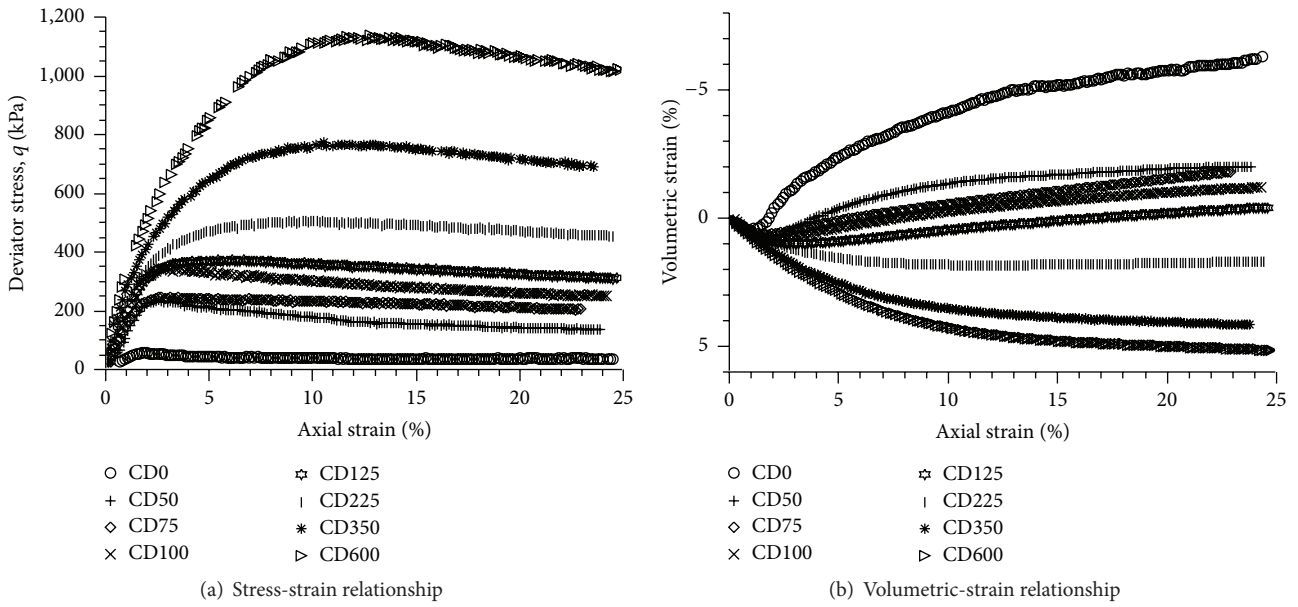 1,200
1,000
800
600
400
200
0
Deviator stress, q (kPa)
0 5 10 15 20 25
Axial strain (%)
CD0 CD125
CD50 CD225
CD75 CD350
CD100 CD600
(a) Stress-strain relationship
−5
0
5
Volumetric strain (%)
0 5 10 15 20 25
Axial strain (%)
CD0 CD125
CD50 CD225
CD75 CD350
CD100 CD600
(b) Volumetric-strain relationship